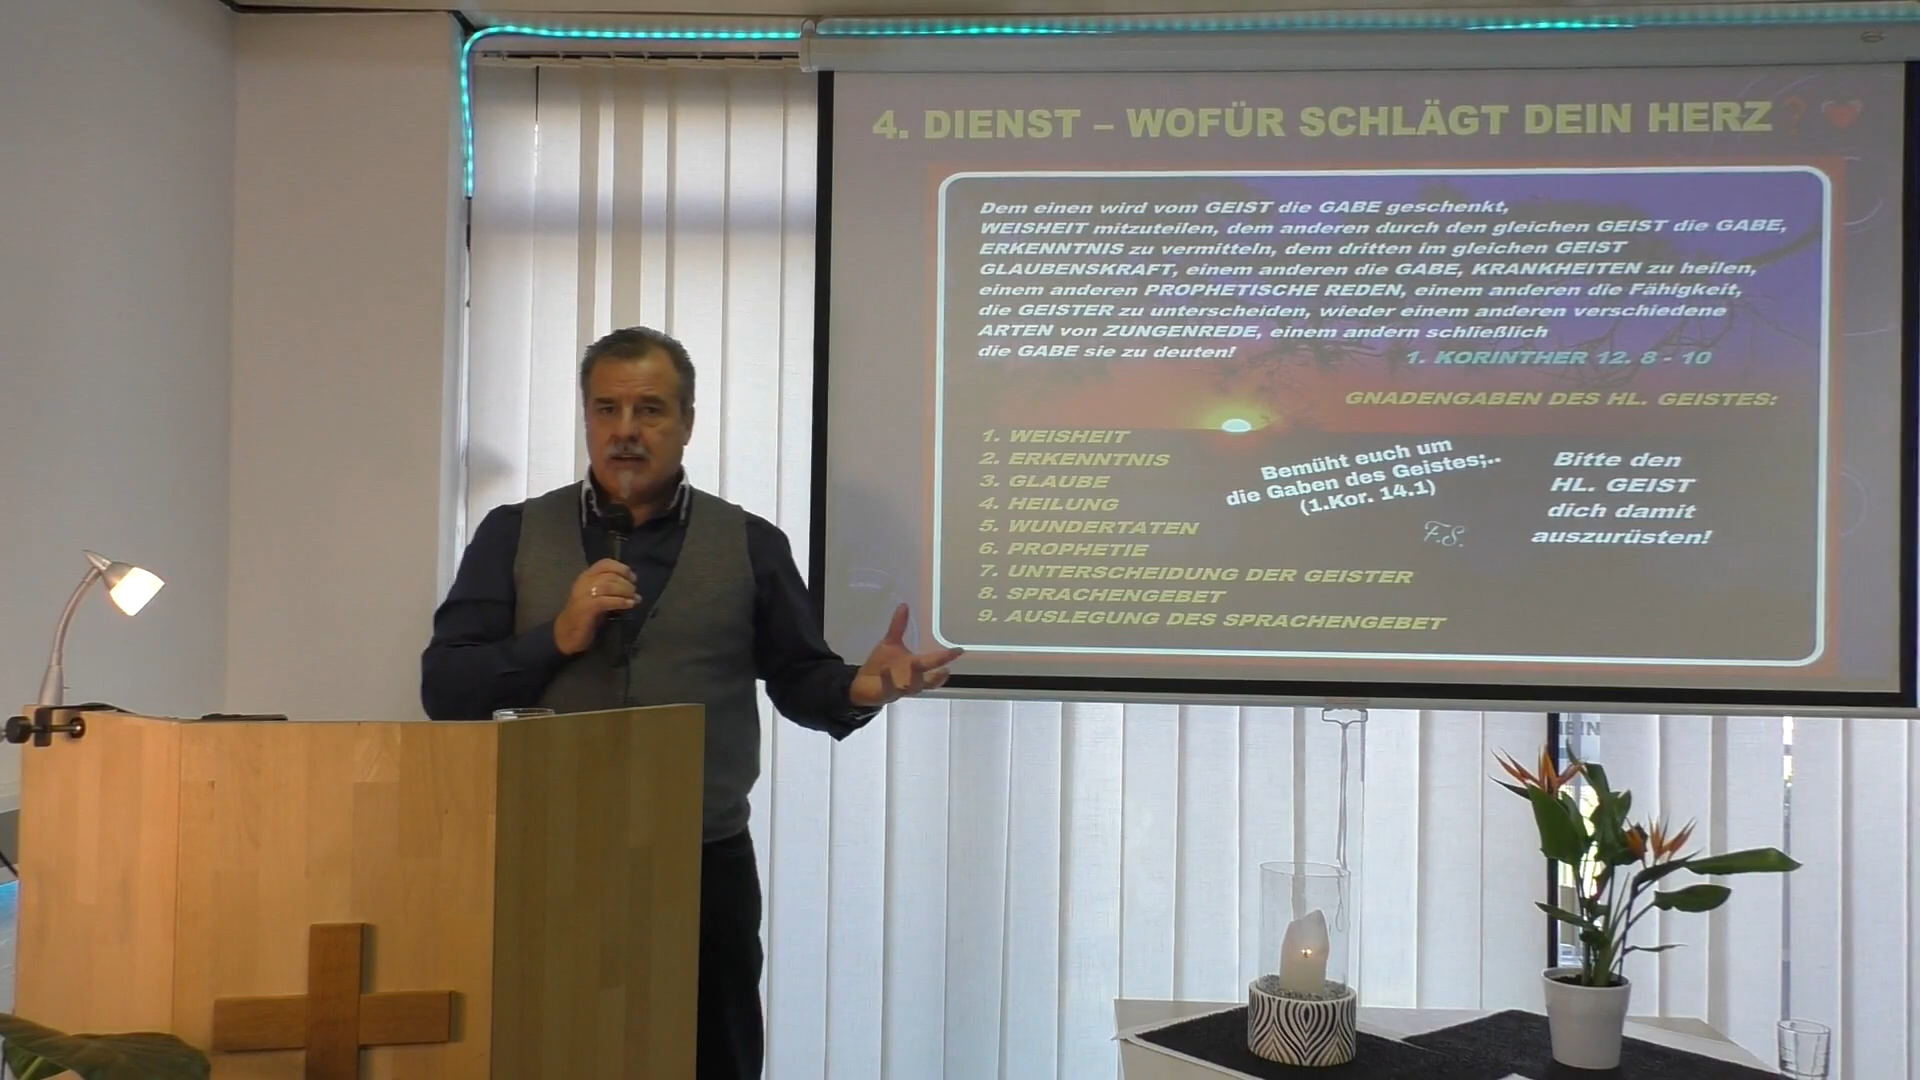 4. DIENST – WOFÜR SCHLÄGT DEIN HERZ?
Dem einen wird vom GEIST die GABE geschenkt,
WEISHEIT mitzuteilen, dem anderen durch den gleichen GEIST die GABE,
ERKENNTNIS zu vermitteln, dem dritten im gleichen GEIST
GLAUBENSKRAFT, einem anderen die GABE, KRANKHEITEN zu heilen,
einem anderen PROPHETISCHE REDEN, einem anderen die Fähigkeit,
die GEISTER zu unterscheiden, wieder einem anderen verschiedene
ARTEN von ZUNGENREDE, einem andern schließlich
die GABE sie zu deuten!
1. KORINTHER 12. 8 - 10
GNADENGABEN DES HL. GEISTES:
1. WEISHEIT
2. ERKENNTNIS
3. GLAUBE
4. HEILUNG
5. WUNDERTATEN
6. PROPHETIE
7. UNTERSCHEIDUNG DER GEISTER
8. SPRACHENGEBET
9. AUSLEGUNG DES SPRACHENGEBET
Bemüht euch um
die Gaben des Geistes;..
(1.Kor. 14.1)
F.S.
Bitte den
HL. GEIST
dich damit
auszurüsten!